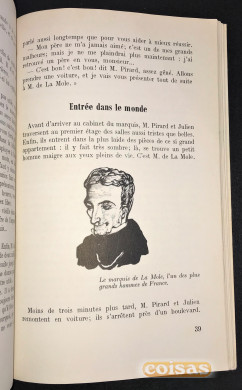 parlé aussi longtemps que pour vous aider à mieux réussir.
— Mon père ne m'a jamais aimé; c'est un de mes grands
malheurs; mais je ne me plaindrai plus maintenant : j'ai
retrouvé un père en vous, monsieur...
— C'est bon! c'est bon! dit M. Pirard, assez gêné. Allons
prendre une voiture, et je vais vous présenter tout de suite
à M. de La Mole. »
Entrée dans le monde
Avant d'arriver au cabinet du marquis, M. Pirard et Julien
traversent au premier étage des salles aussi tristes que belles.
Enfin, ils entrent dans la plus laide des pièces de ce si grand
appartement : il y fait très sombre; là, se trouve un petit
homme maigre aux yeux pleins de vie. C'est M. de La Mole.
Le marquis de La Mole, l'un des plus
grands hommes de France.
Moins de trois minutes plus tard, M. Pirard et Julien
remontent en voiture; ils s'arrêtent près d'un boulevard.
39
coisas